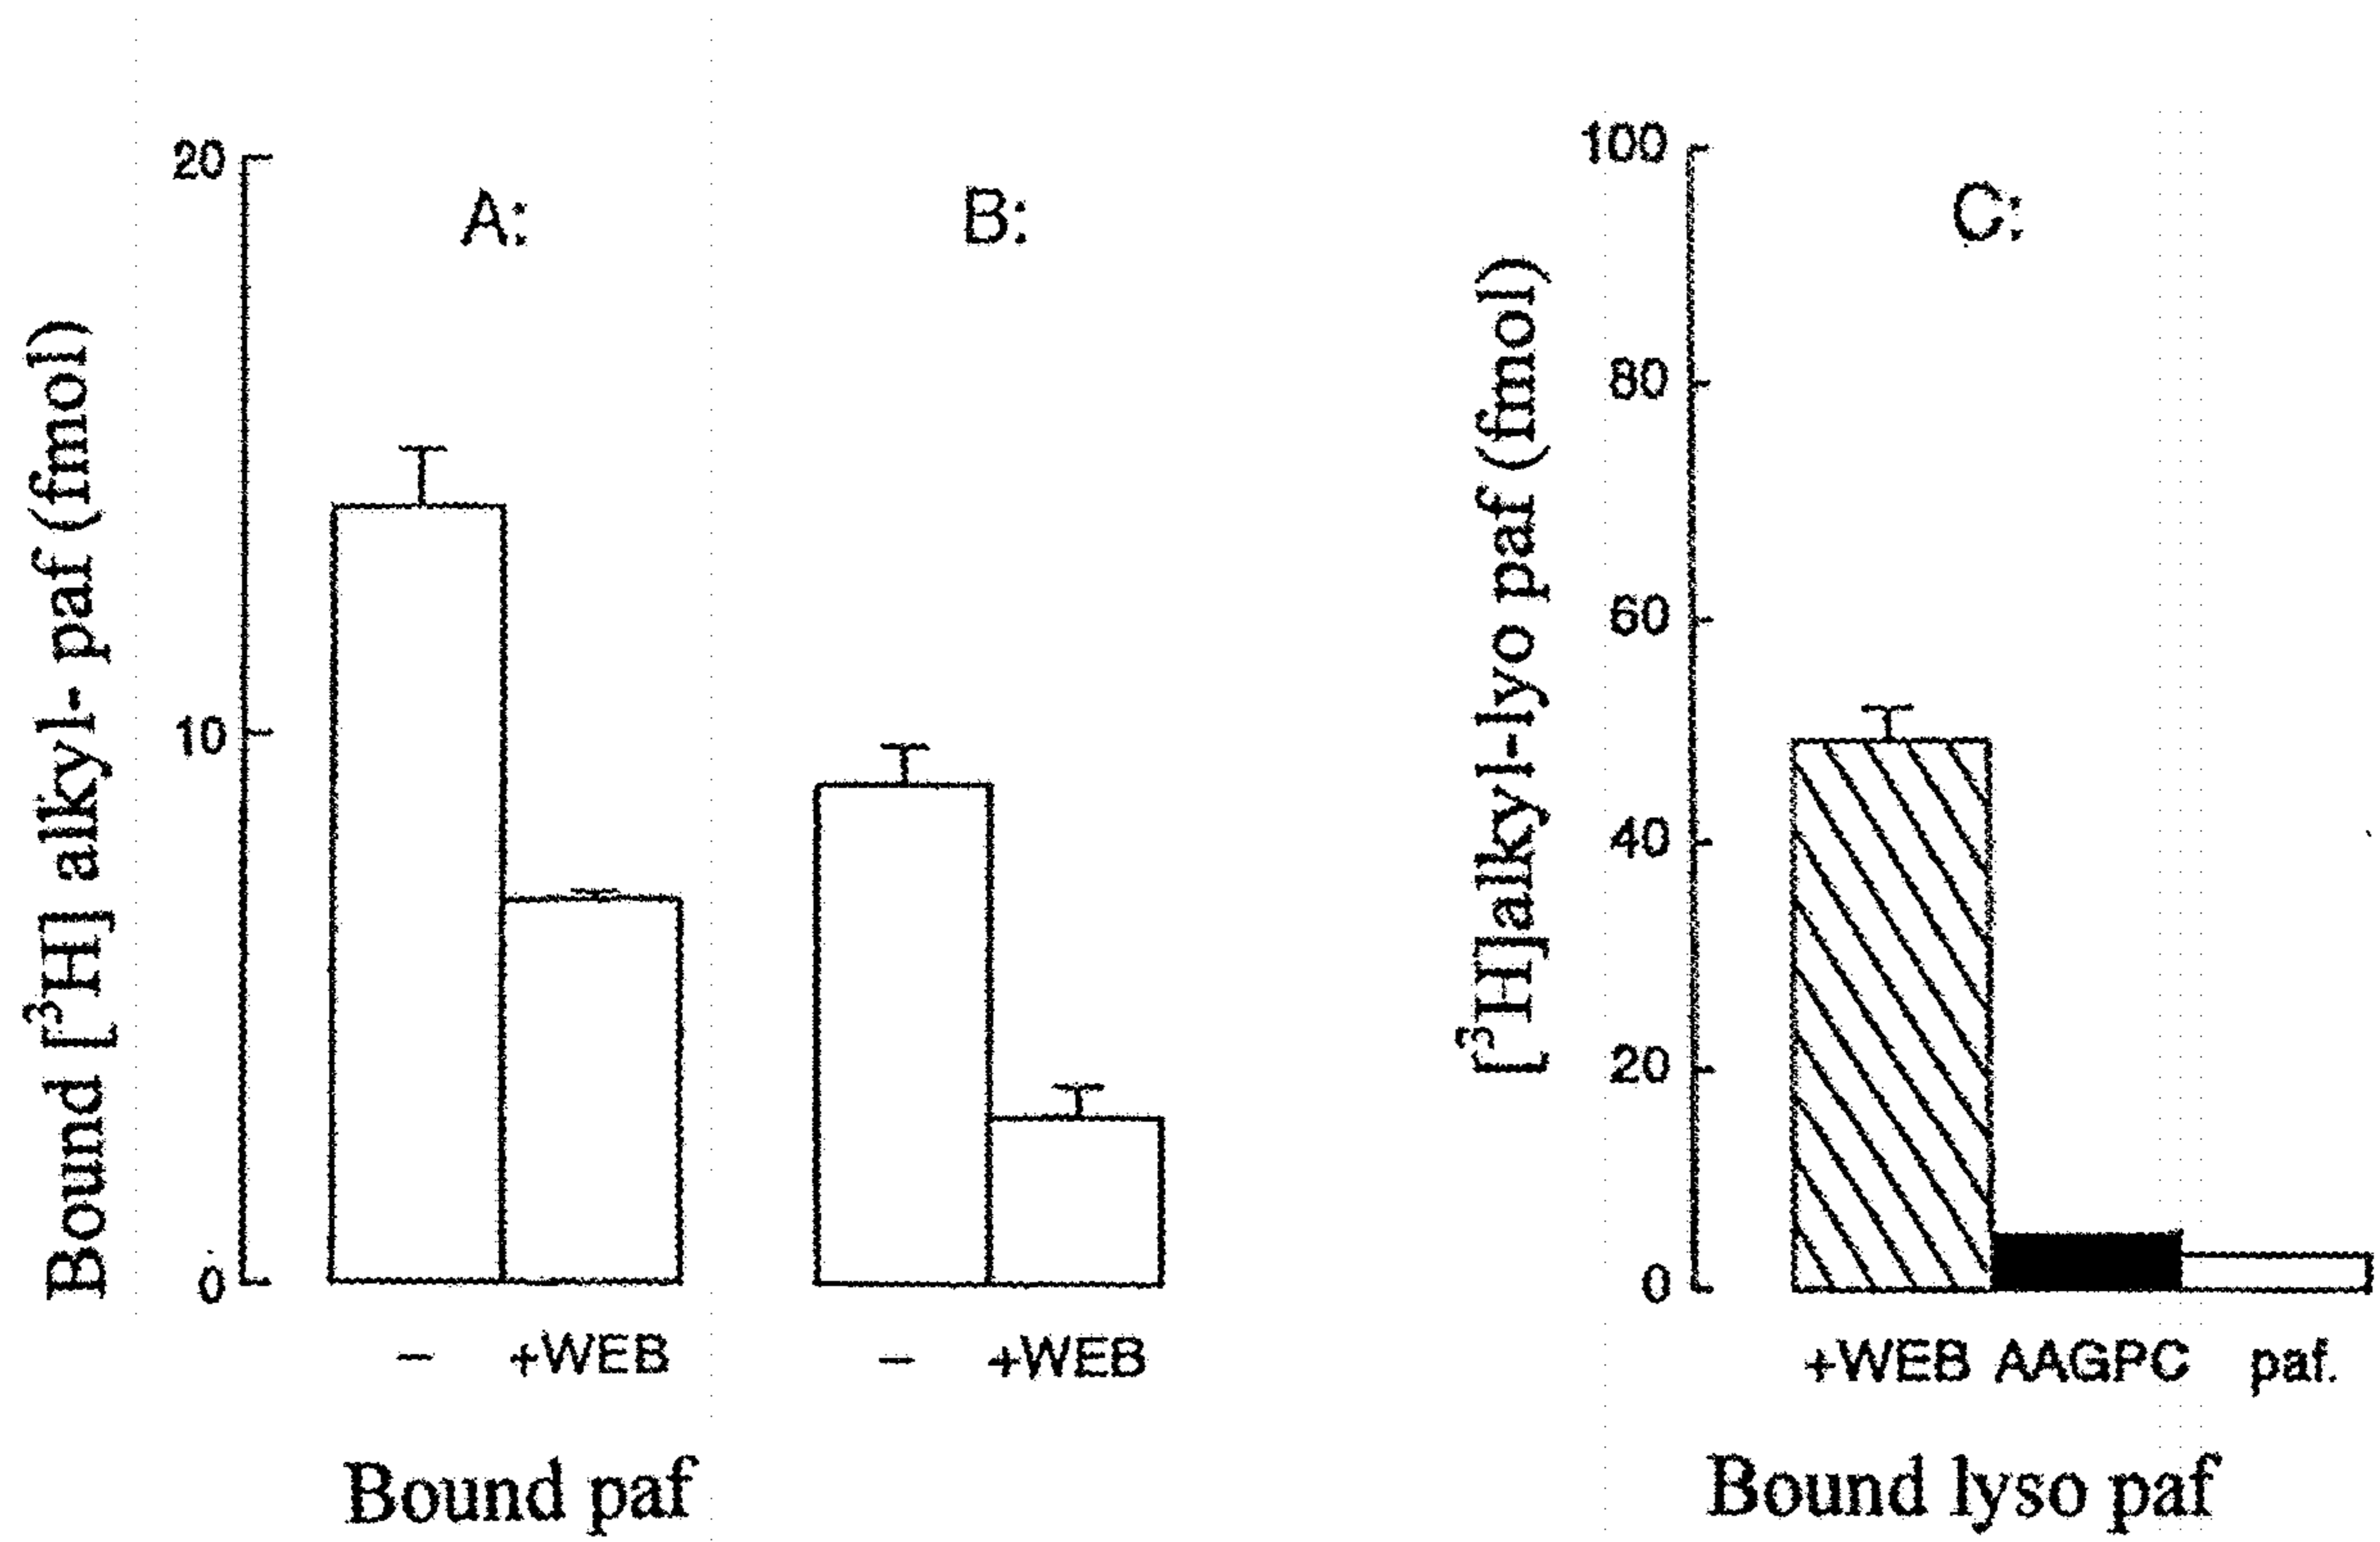 Bound [³H] alkyl- paf (fmol)
20
10
0
A:
B:
– +WEB
– +WEB
Bound paf
[³H]alkyl-lyo paf (fmol)
100
80
60
40
20
0
C:
+WEB AAGPC paf.
Bound lyso paf